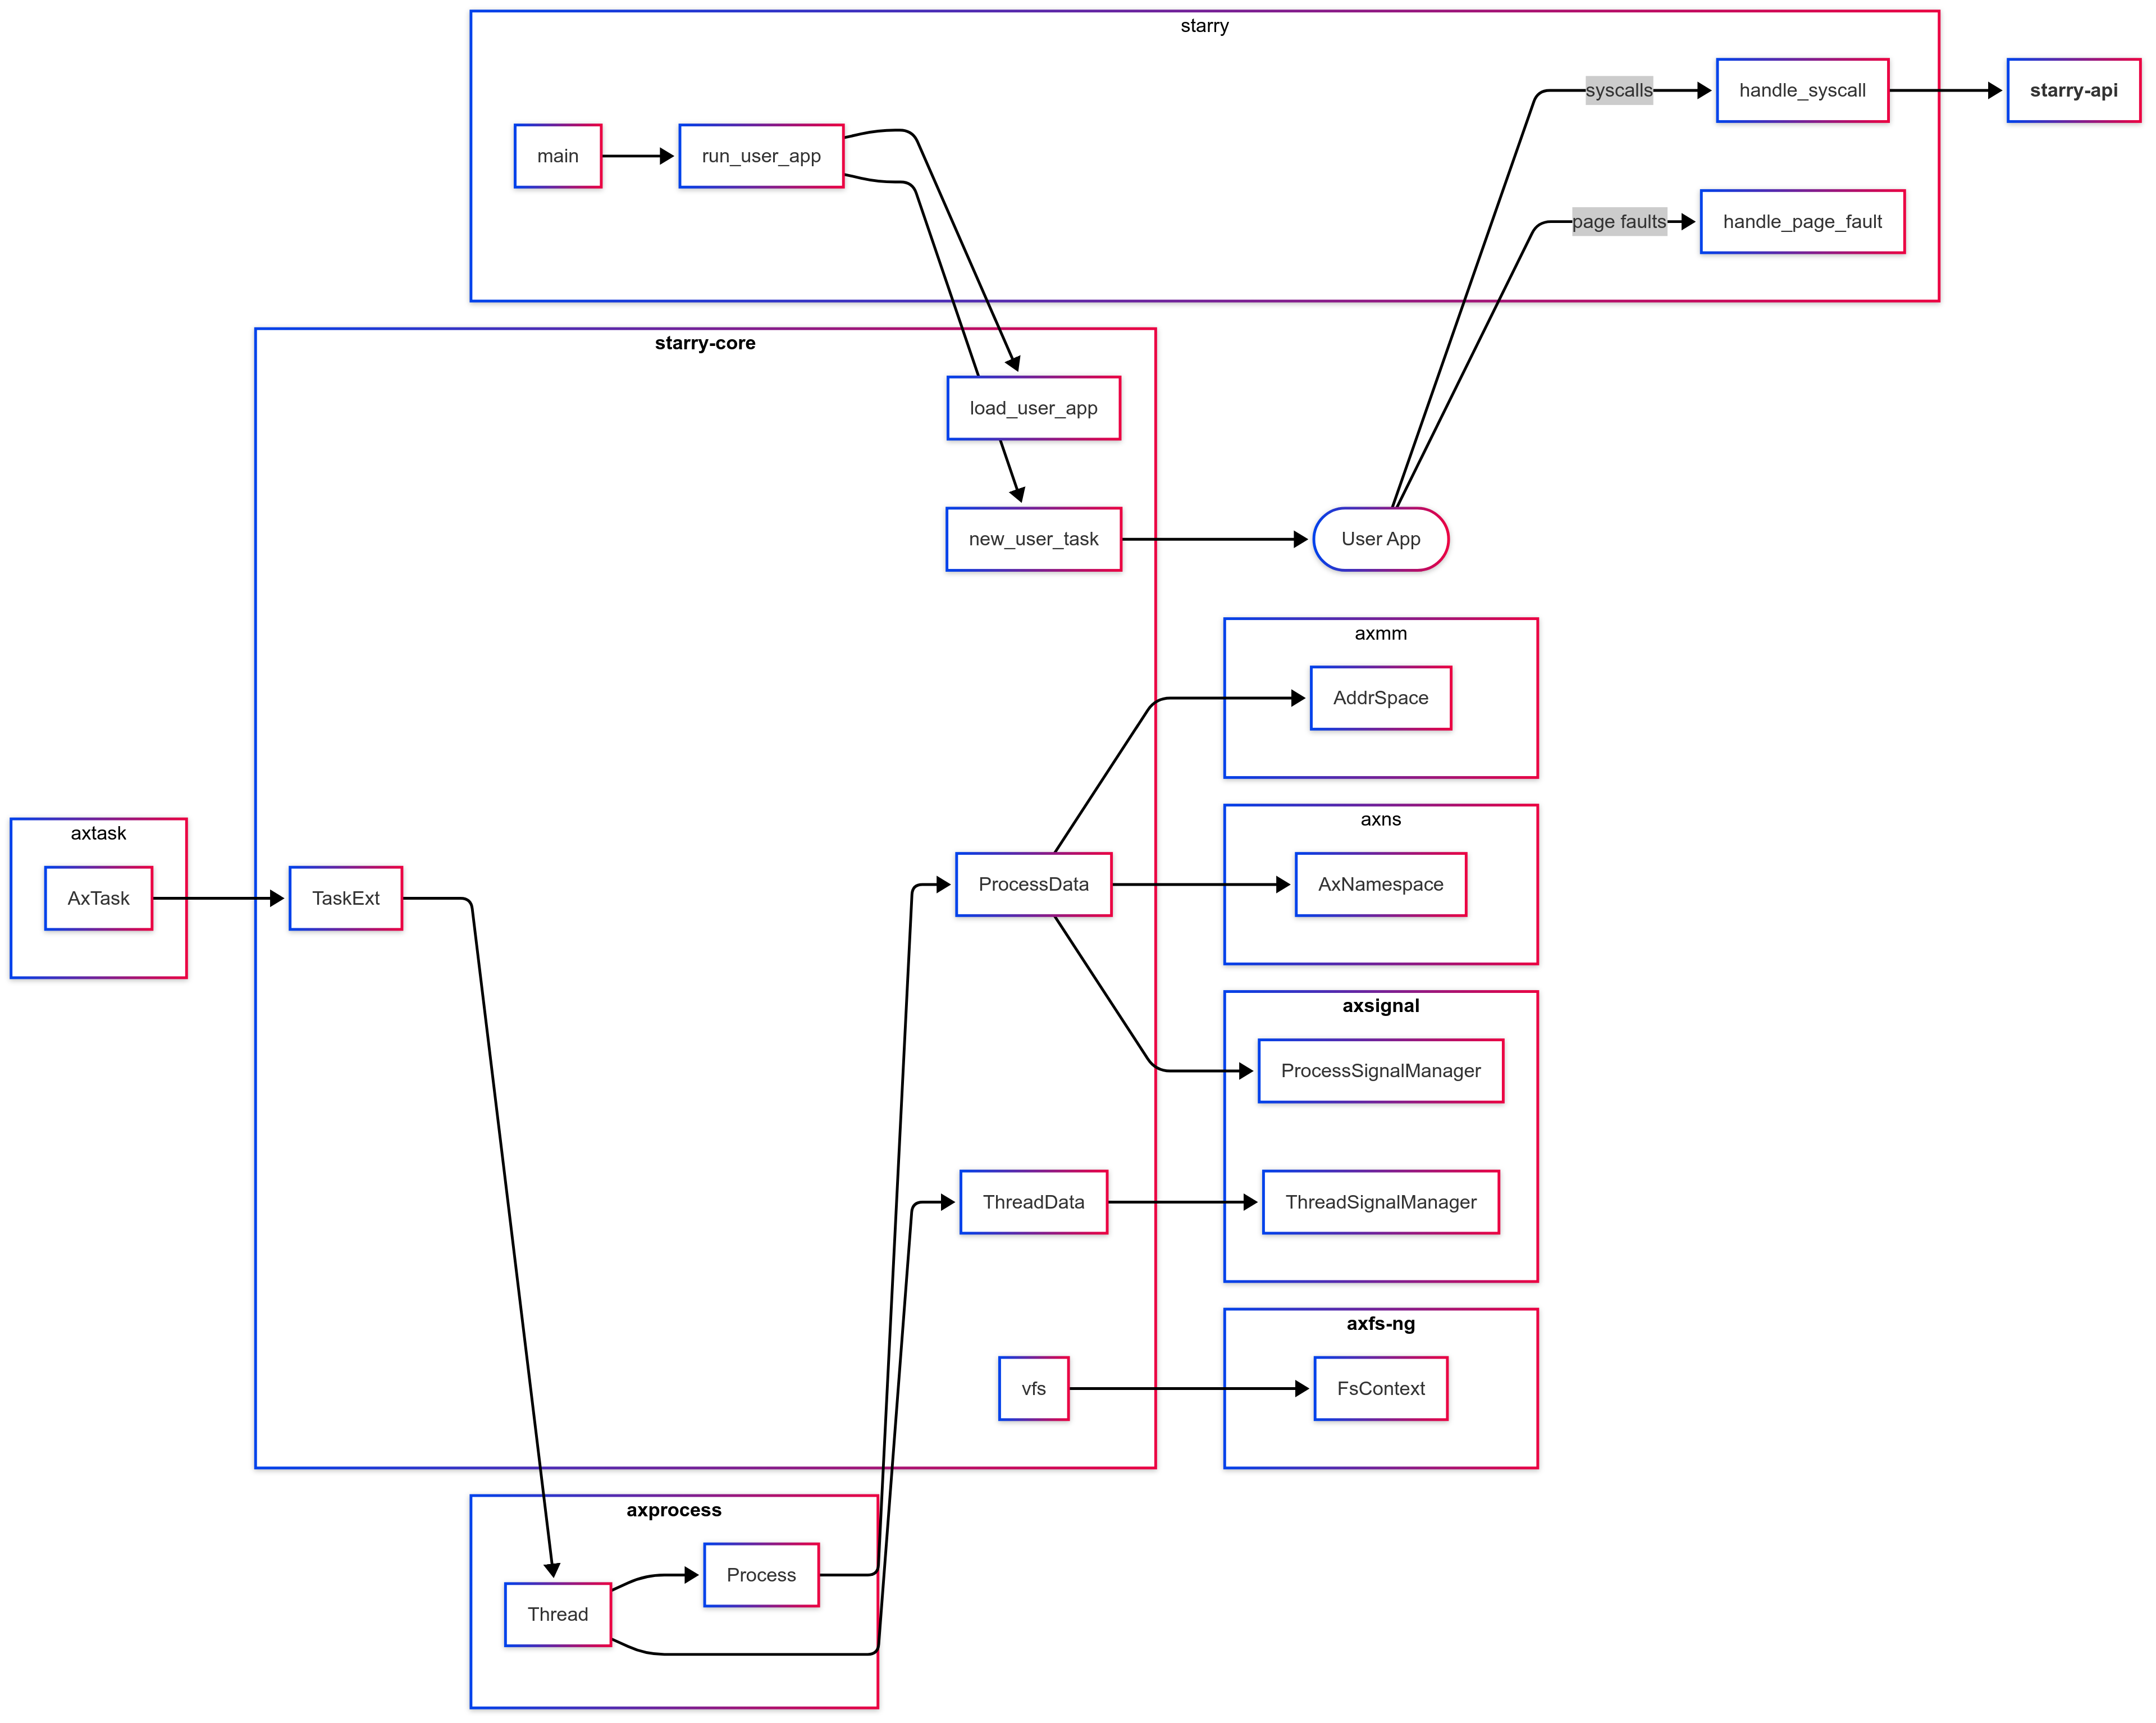 starry
main
run_user_app
syscalls
handle_syscall
starry-api
page faults
handle_page_fault
starry-core
load_user_app
new_user_task
User App
axmm
AddrSpace
axtask
AxTask
TaskExt
ProcessData
axns
AxNamespace
axsignal
ProcessSignalManager
ThreadData
ThreadSignalManager
axfs-ng
vfs
FsContext
axprocess
Process
Thread